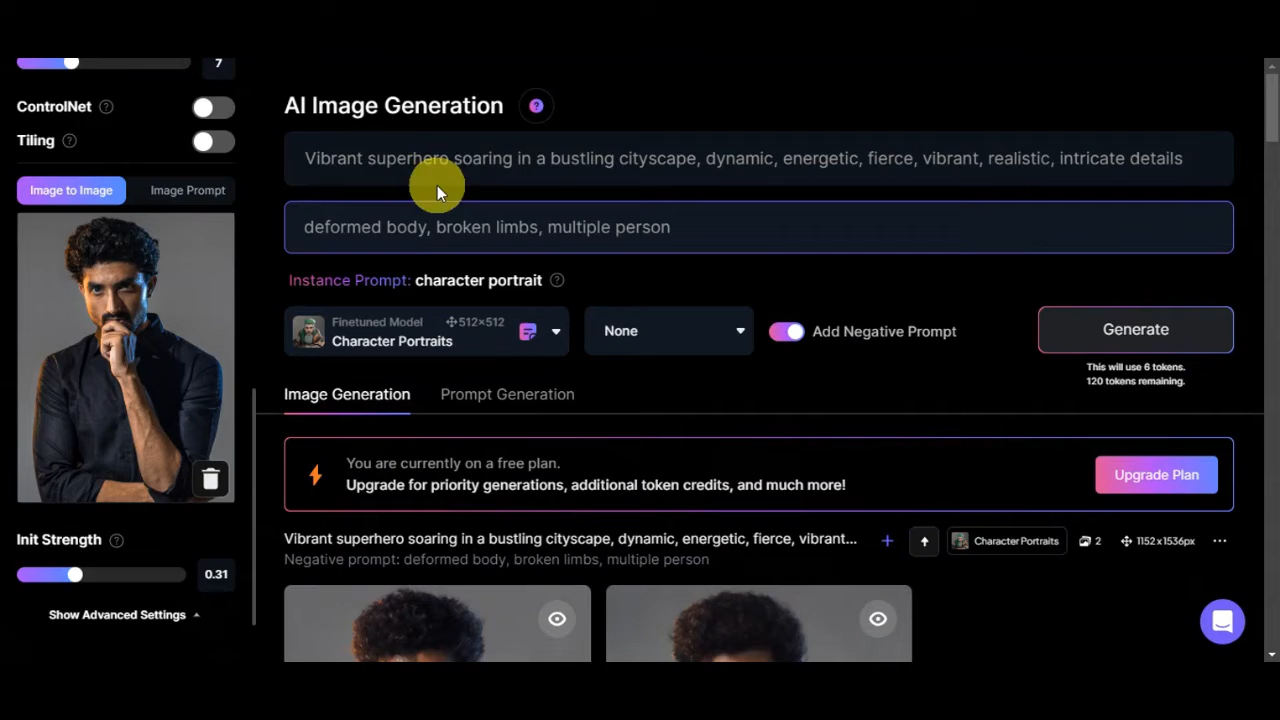 7
ControlNet ?
Tiling ?
Image to Image Image Prompt
Init Strength ?
0.31
Show Advanced Settings
AI Image Generation ?
Vibrant superhero soaring in a bustling cityscape, dynamic, energetic, fierce, vibrant, realistic, intricate details
deformed body, broken limbs, multiple person
Instance Prompt: character portrait ?
Finetuned Model 512×512
Character Portraits
None
Add Negative Prompt
Generate
This will use 6 tokens.
120 tokens remaining.
Image Generation Prompt Generation
You are currently on a free plan.
Upgrade for priority generations, additional token credits, and much more!
Upgrade Plan
Vibrant superhero soaring in a bustling cityscape, dynamic, energetic, fierce, vibrant... + Character Portraits 2 1152x1536px ...
Negative prompt: deformed body, broken limbs, multiple person